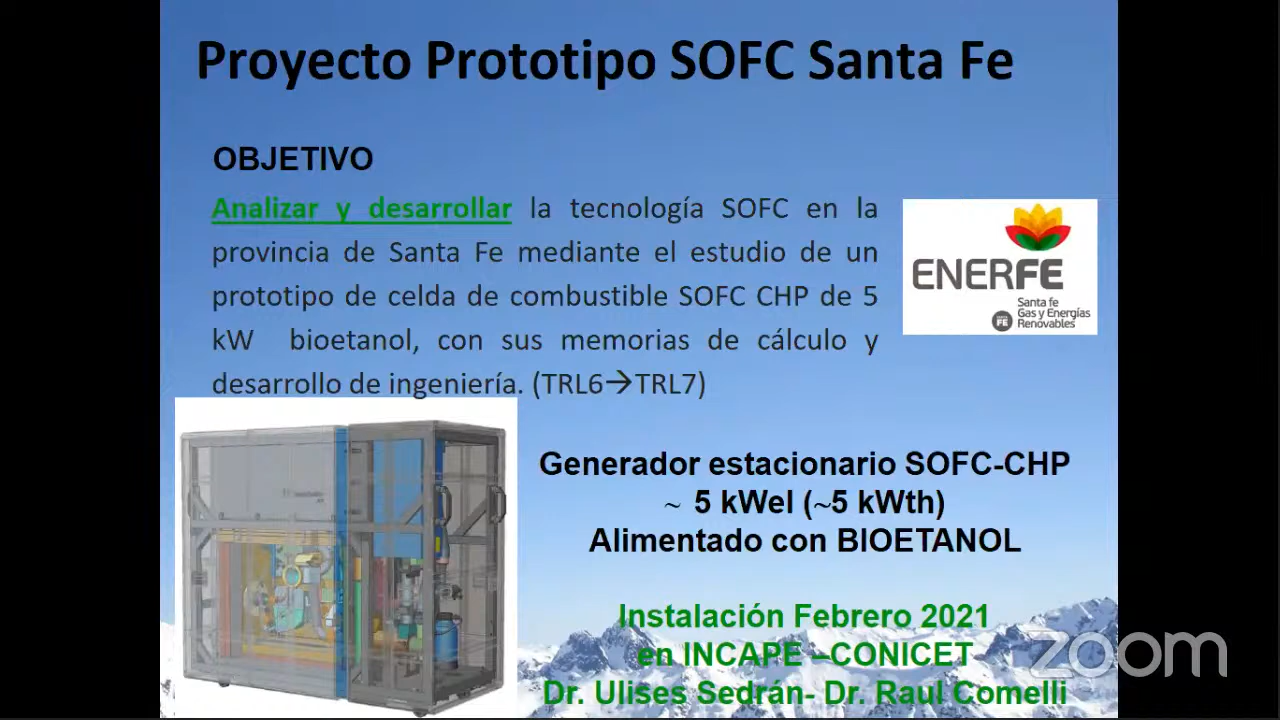 Proyecto Prototipo SOFC Santa Fe
OBJETIVO
Analizar y desarrollar la tecnología SOFC en la
provincia de Santa Fe mediante el estudio de un
prototipo de celda de combustible SOFC CHP de 5
kW bioetanol, con sus memorias de cálculo y
desarrollo de ingeniería. (TRL6→TRL7)
ENERFE
SANTA FE
Santa fe
Gas y Energías
Renovables
Generador estacionario SOFC-CHP
~ 5 kWel (~5 kWth)
Alimentado con BIOETANOL
Instalación Febrero 2021
en INCAPE –CONICET
Dr. Ulises Sedrán- Dr. Raul Comelli
zoom